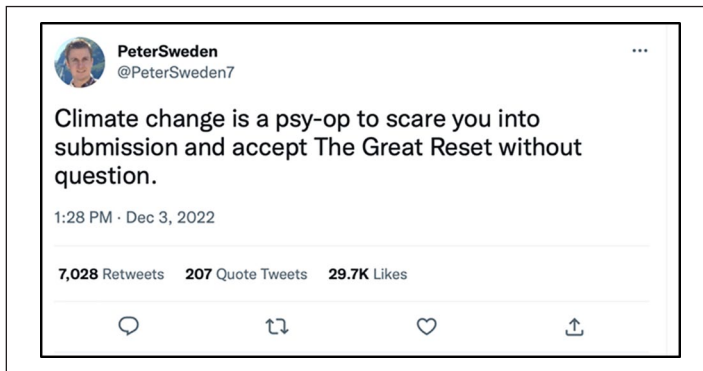 PeterSweden
@PeterSweden7
Climate change is a psy-op to scare you into
submission and accept The Great Reset without
question.
1:28 PM · Dec 3, 2022
7,028 Retweets 207 Quote Tweets 29.7K Likes